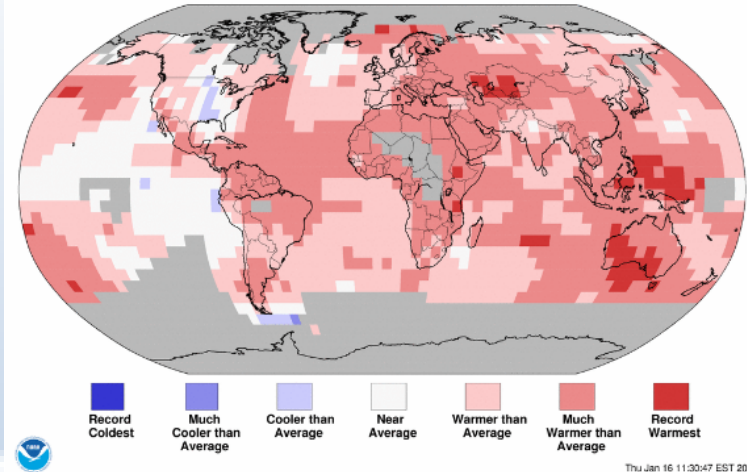 Record
Coldest
Much
Cooler than
Average
Cooler than
Average
Near
Average
Warmer than
Average
Much
Warmer than
Average
Record
Warmest
Thu Jan 16 11:30:47 EST 20